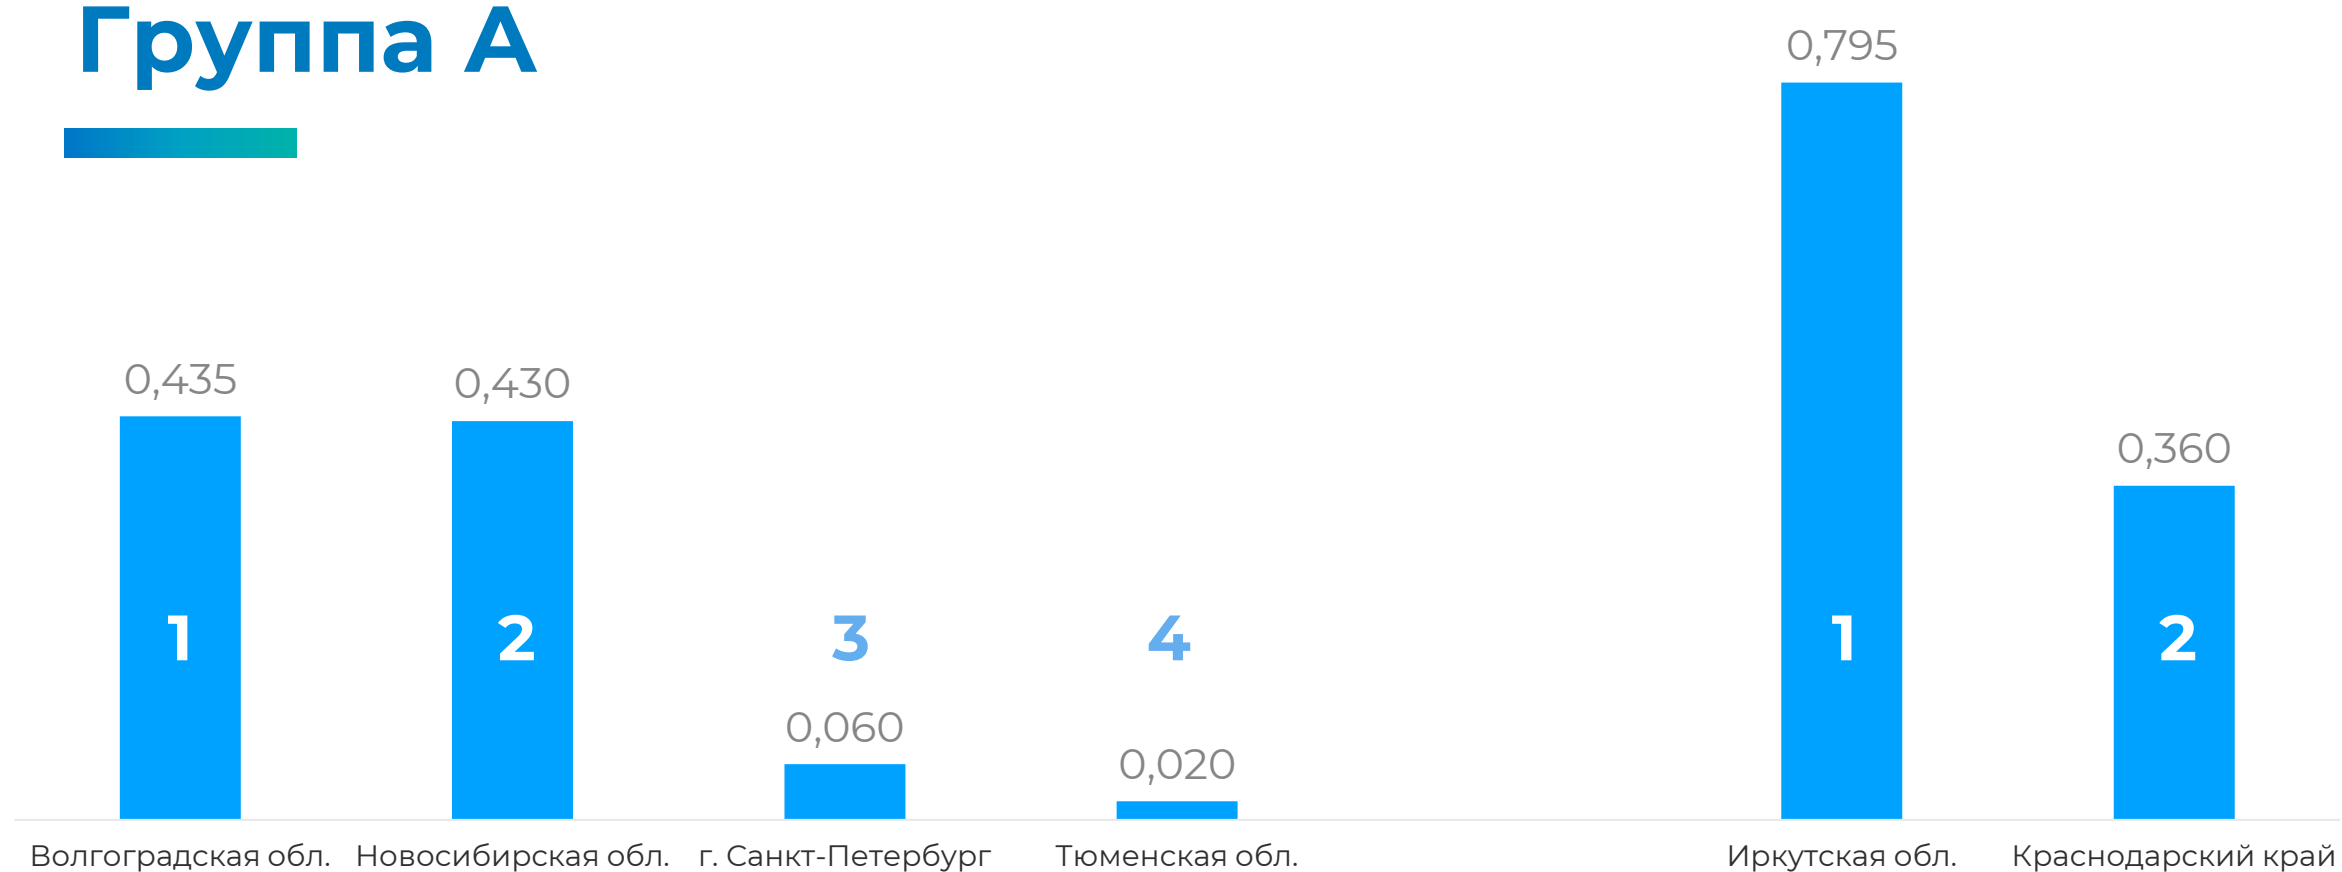 Группа А
0,795
0,435
0,430
0,360
1
2
3
4
1
2
0,060
0,020
Волгоградская обл.
Новосибирская обл.
г. Санкт-Петербург
Тюменская обл.
Иркутская обл.
Краснодарский край